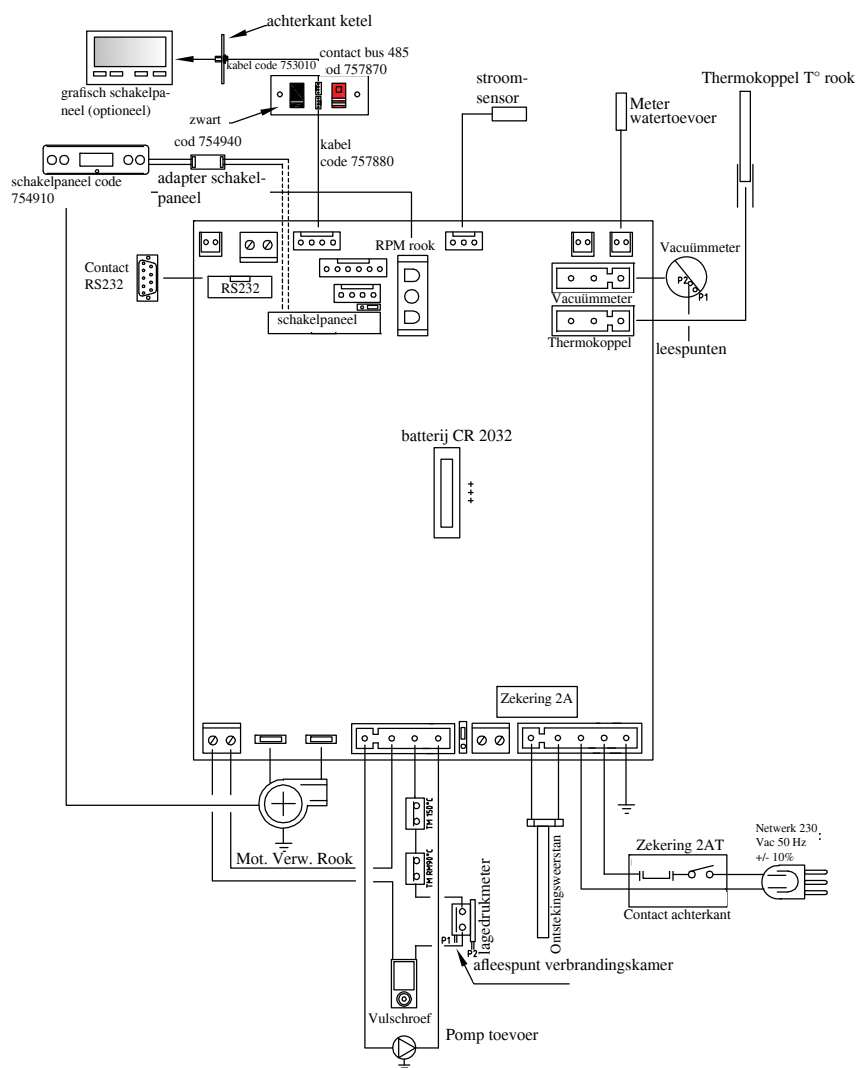 achterkant ketel
kabel code 753010
contact bus 485
od 757870
grafisch schakelpa-
neel (optioneel)
zwart
stroom-
sensor
Thermokoppel T° rook
Meter
watertoevoer
cod 754940
kabel
code 757880
schakelpaneel code
754910
adapter schakel-
paneel
RPM rook
Contact
RS232
RS232
schakelpaneel
Vacuümmeter
P2
P1
Vacuümmeter
Thermokoppel
leespunten
batterij CR 2032
+++
Zekering 2A
TM 150°C
TM RM90°C
Mot. Verw. Rook
lagedrukmeter
P1
P2
Ontstekingsweerstan
Zekering 2AT
Contact achterkant
Netwerk 230 :
Vac 50 Hz
+/- 10%
afleespunt verbrandingskamer
Vulschroef
Pomp toevoer